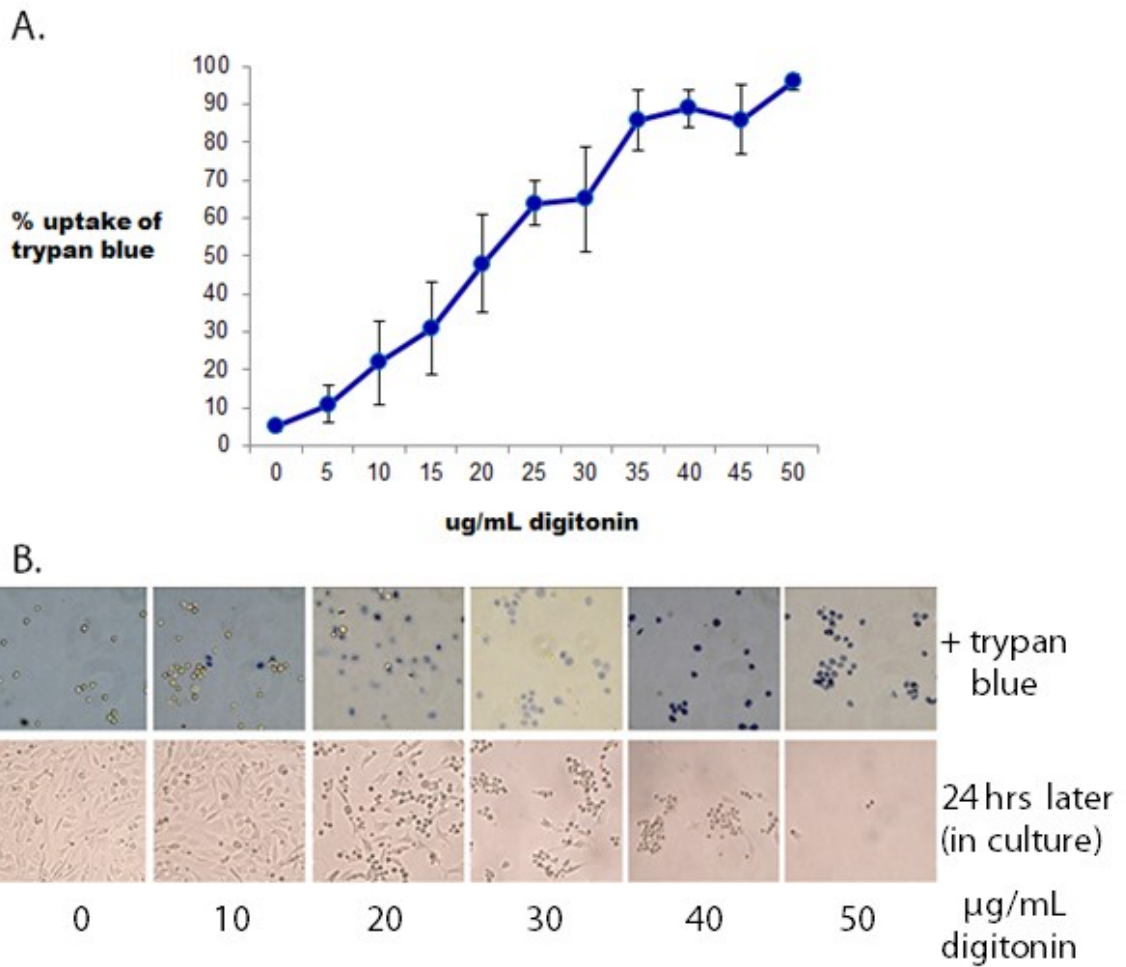 A.
100
90
80
70
60
50
40
30
20
10
0
% uptake of
trypan blue
0 5 10 15 20 25 30 35 40 45 50
ug/mL digitonin
B.
+ trypan
blue
24 hrs later
(in culture)
0 10 20 30 40 50 µg/mL
digitonin